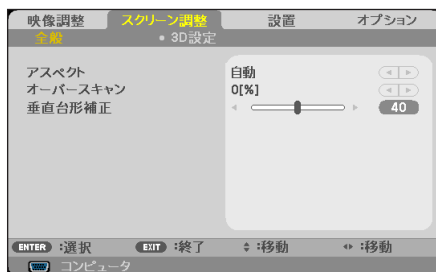 映像調整 スクリーン調整 設置 オプション
全般 • 3D設定
アスペクト 自動
オーバースキャン 0[%]
垂直台形補正 40
ENTER :選択 EXIT :終了 :移動 :移動
コンピュータ